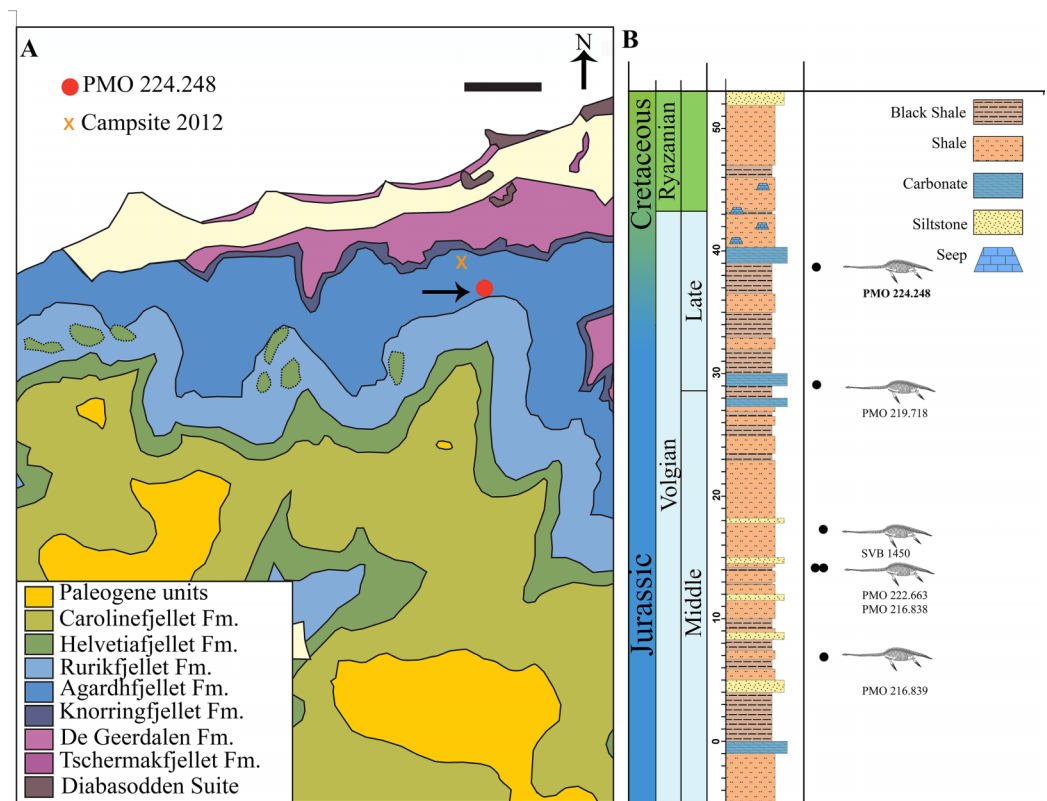 A
N
PMO 224.248
x Campsite 2012
Paleogene units
Carolinefjellet Fm.
Helvetiafjellet Fm.
Rurikfjellet Fm.
Agardhfjellet Fm.
Knorringfjellet Fm.
De Geerdalen Fm.
Tschermakfjellet Fm.
Diabasodden Suite
B
Cretaceous
Jurassic
Ryazanian
Volgian
Late
Middle
50
40
30
20
10
0
Black Shale
Shale
Carbonate
Siltstone
Seep
PMO 224.248
PMO 219.718
SVB 1450
PMO 222.663
PMO 216.838
PMO 216.839